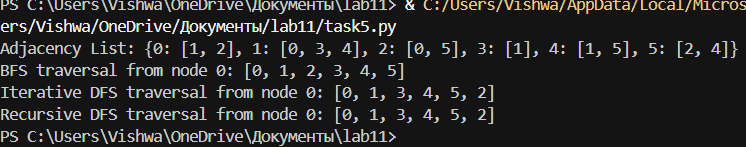 PS C:\Users\Vishwa\OneDrive\Документы\lab11> & C:/Users/Vishwa/AppData/Local/Micros
ers/Vishwa/OneDrive/Документы/lab11/task5.py
Adjacency List: {0: [1, 2], 1: [0, 3, 4], 2: [0, 5], 3: [1], 4: [1, 5], 5: [2, 4]}
BFS traversal from node 0: [0, 1, 2, 3, 4, 5]
Iterative DFS traversal from node 0: [0, 1, 3, 4, 5, 2]
Recursive DFS traversal from node 0: [0, 1, 3, 4, 5, 2]
PS C:\Users\Vishwa\OneDrive\Документы\lab11>